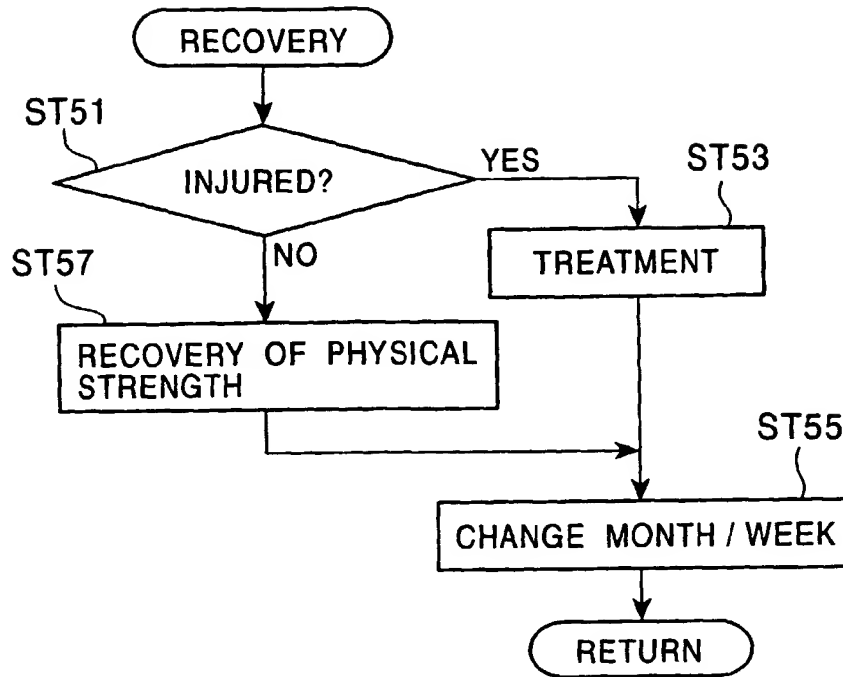 RECOVERY
ST51
INJURED?
YES
ST53
TREATMENT
NO
ST57
RECOVERY OF PHYSICAL
STRENGTH
ST55
CHANGE MONTH / WEEK
RETURN